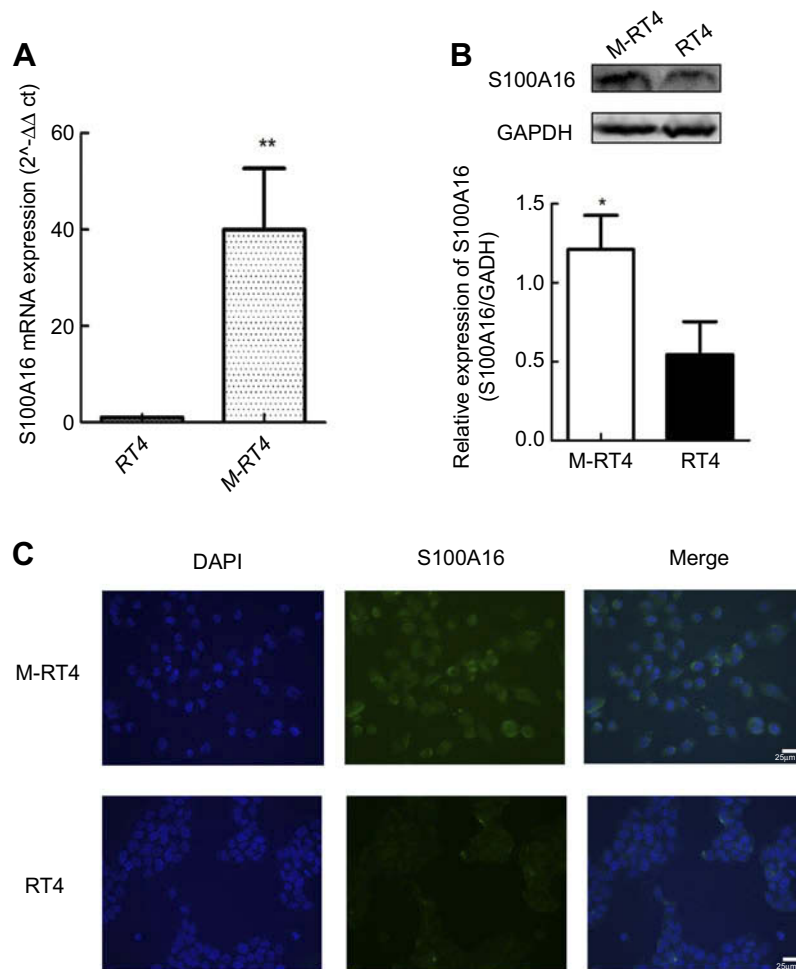 A
S100A16 mRNA expression (2^-ΔΔ ct)
60
40
20
0
**
RT4
M-RT4
B
M-RT4 RT4
S100A16
GAPDH
Relative expression of S100A16
(S100A16/GADH)
1.5
1.0
0.5
0.0
*
M-RT4 RT4
C
DAPI S100A16 Merge
M-RT4
25μm
RT4
25μm